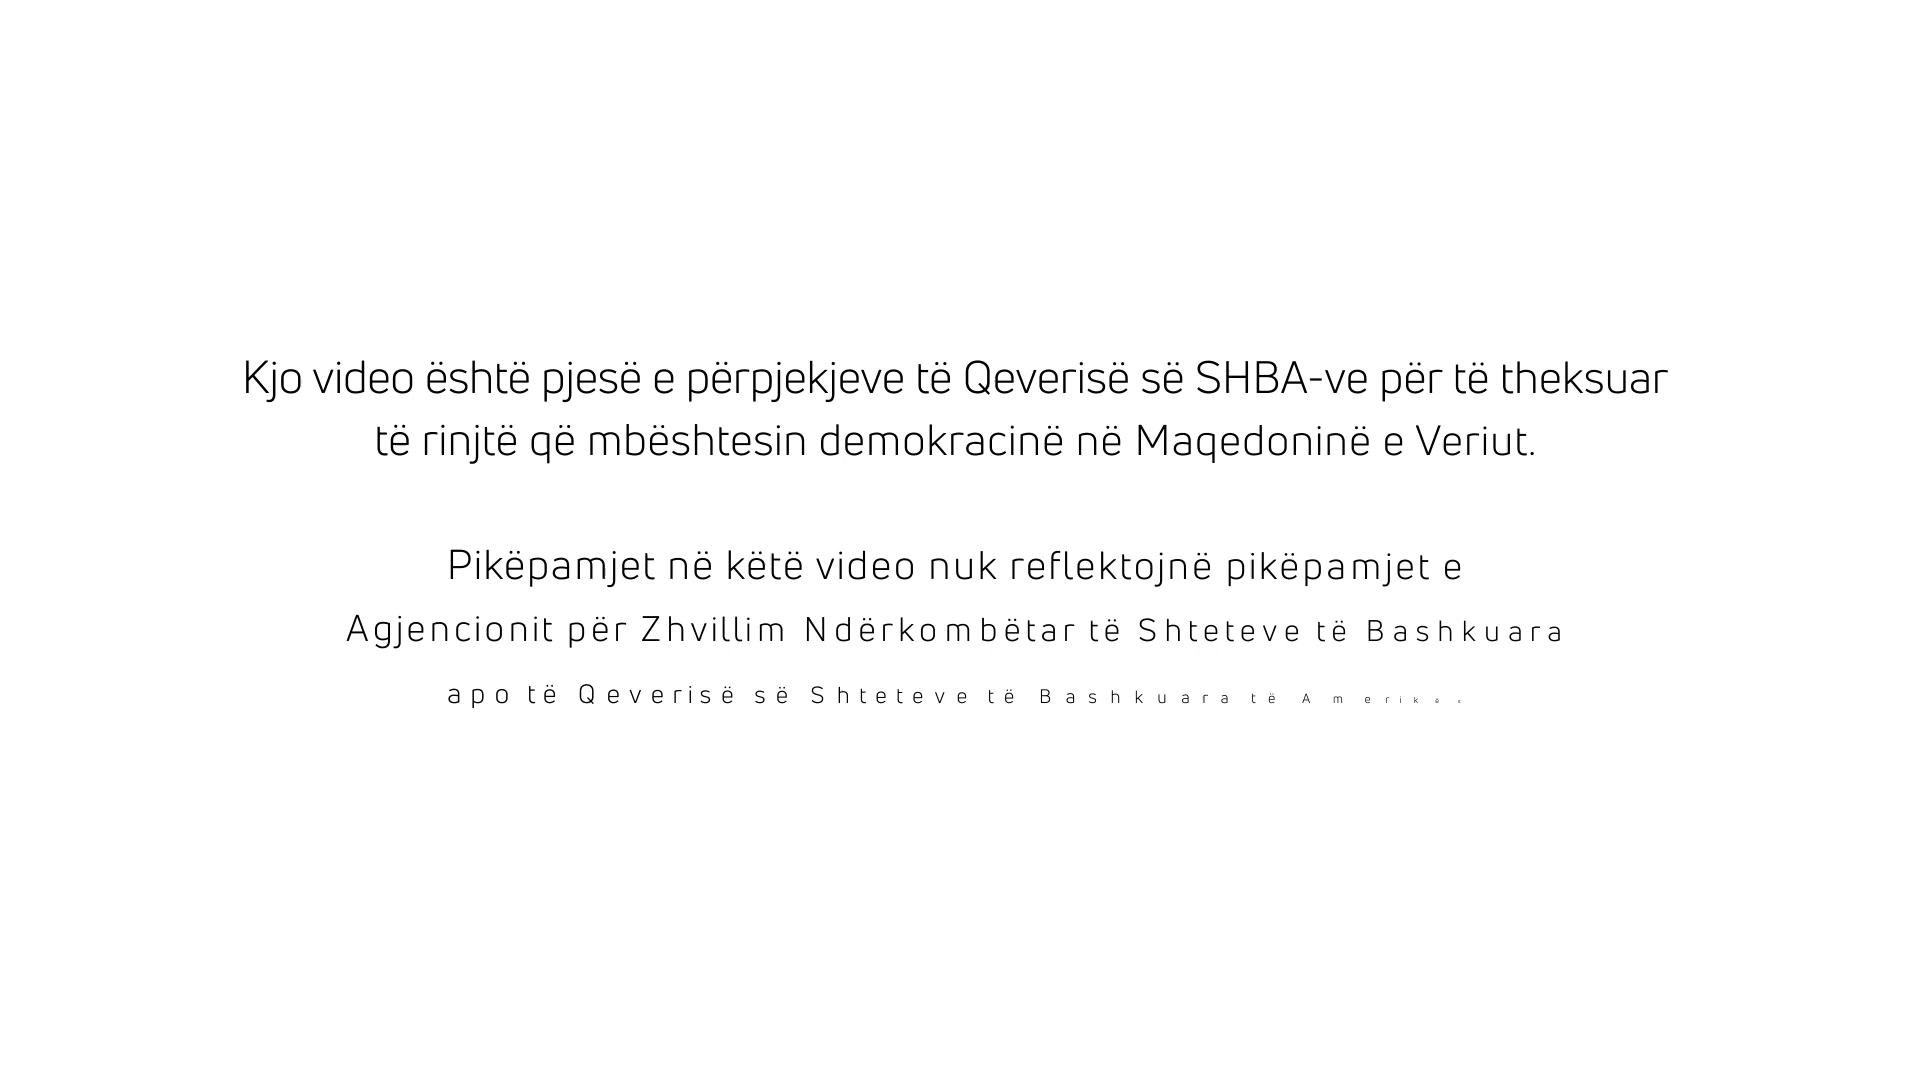 Kjo video është pjesë e përpjekjeve të Qeverisë së SHBA-ve për të theksuar
të rinjtë që mbështesin demokracinë në Maqedoninë e Veriut.
Pikëpamjet në këtë video nuk reflektojnë pikëpamjet e
Agjencionit për Zhvillim Ndërkombëtar të Shteteve të Bashkuara
apo të Qeverisë së Shteteve të Bashkuara të Amerikës